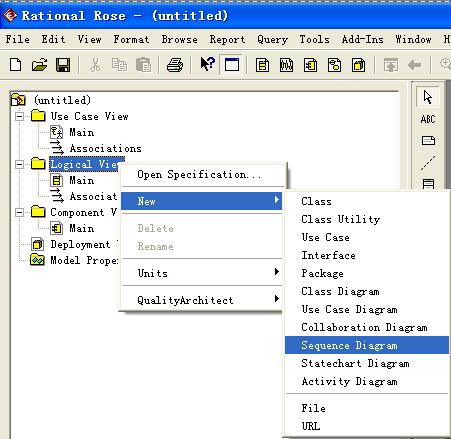 Rational Rose - (untitled)
File Edit View Format Browse Report Query Tools Add-Ins Window H
(untitled)
Use Case View
Main
Associations
Logical View
Main
Associat
Component V
Main
Deployment
Model Prope
ABC
Open Specification...
New
Delete
Rename
Units
QualityArchitect
Class
Class Utility
Use Case
Interface
Package
Class Diagram
Use Case Diagram
Collaboration Diagram
Sequence Diagram
Statechart Diagram
Activity Diagram
File
URL